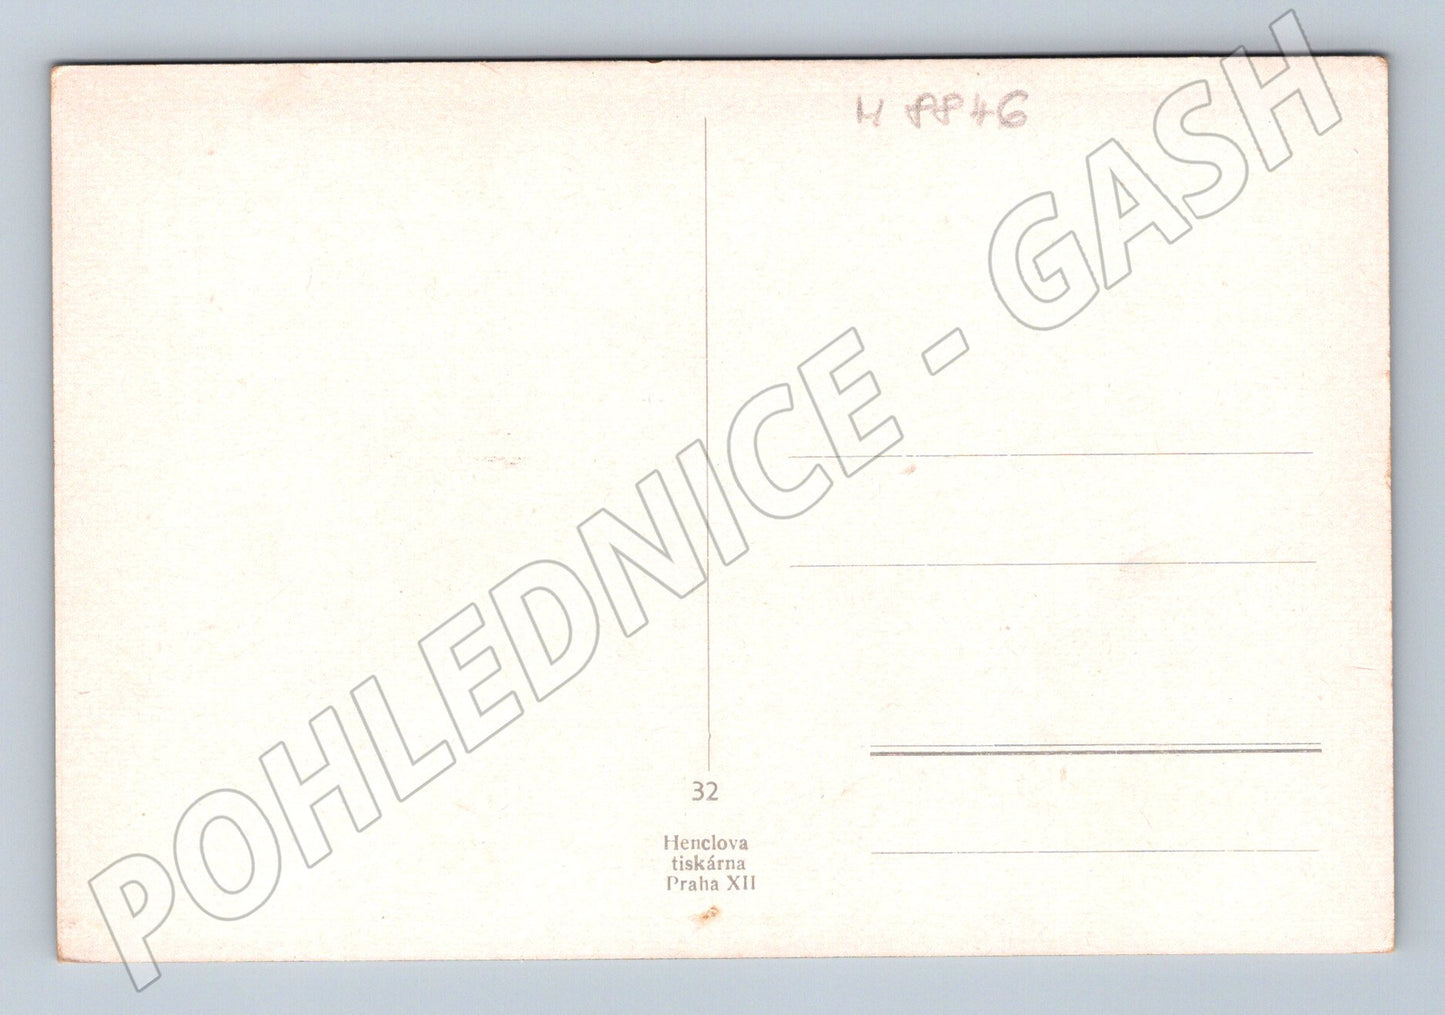 H 8846
POHLEDNICE - GASH
32
Henclova
tiskárna
Praha XII